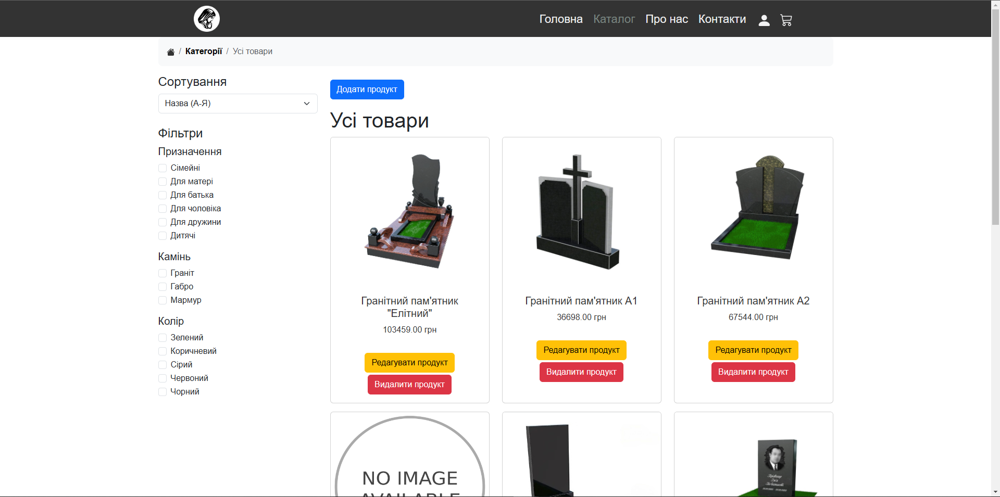 Головна Каталог Про нас Контакти
/ Категорії / Усі товари
Сортування
Назва (А-Я)
Фільтри
Призначення
Сімейні
Для матері
Для батька
Для чоловіка
Для дружини
Дитячі
Камінь
Граніт
Габро
Мармур
Колір
Зелений
Коричневий
Сірий
Червоний
Чорний
Додати продукт
Усі товари
Гранітний пам'ятник
"Елітний"
103459.00 грн
Редагувати продукт
Видалити продукт
Гранітний пам'ятник А1
36698.00 грн
Редагувати продукт
Видалити продукт
Гранітний пам'ятник А2
67544.00 грн
Редагувати продукт
Видалити продукт
NO IMAGE
AVAILABLE